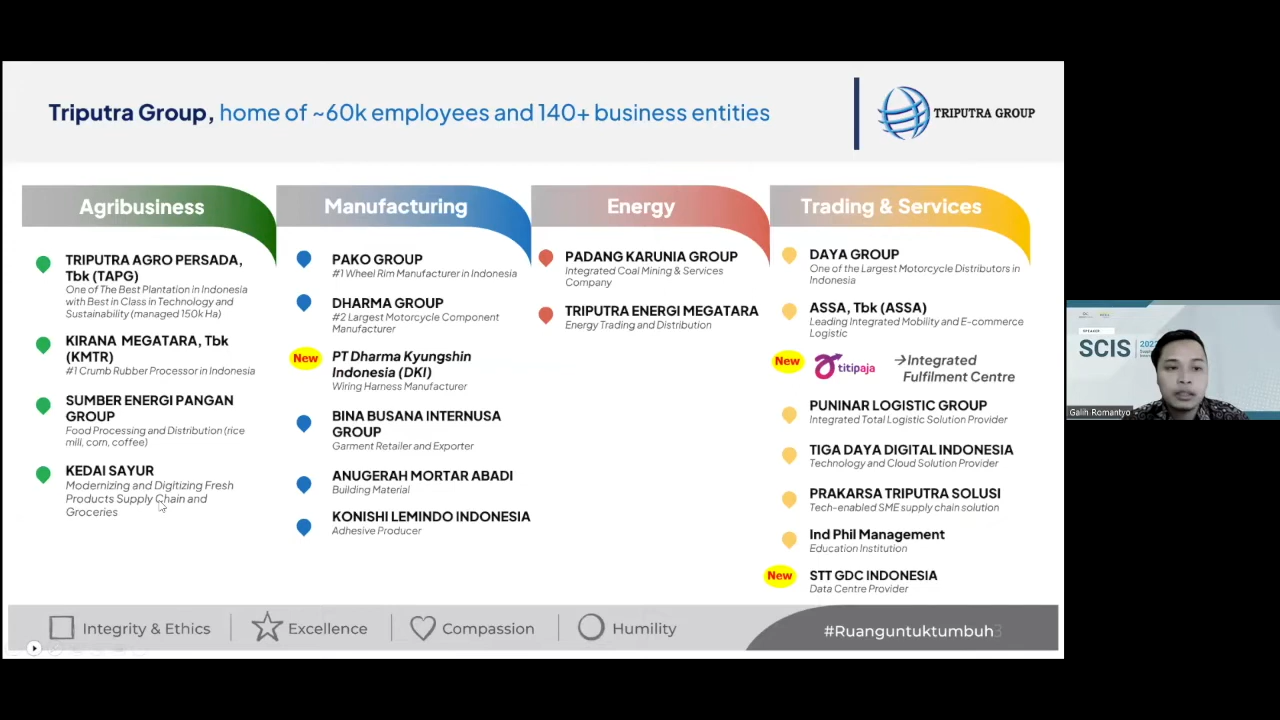 Triputra Group, home of ~60k employees and 140+ business entities
TRIPUTRA GROUP
Agribusiness
TRIPUTRA AGRO PERSADA,
Tbk (TAPG)
One of The Best Plantation in Indonesia
with Best in Class in Technology and
Sustainability (managed 150k Ha)
KIRANA MEGATARA, Tbk
(KMTR)
#1 Crumb Rubber Processor in Indonesia
SUMBER ENERGI PANGAN
GROUP
Food Processing and Distribution (rice
mill, corn, coffee)
KEDAI SAYUR
Modernizing and Digitizing Fresh
Products Supply Chain and
Groceries
Manufacturing
PAKO GROUP
#1 Wheel Rim Manufacturer in Indonesia
DHARMA GROUP
#2 Largest Motorcycle Component
Manufacturer
New
PT Dharma Kyungshin
Indonesia (DKI)
Wiring Harness Manufacturer
BINA BUSANA INTERNUSA
GROUP
Garment Retailer and Exporter
ANUGERAH MORTAR ABADI
Building Material
KONISHI LEMINDO INDONESIA
Adhesive Producer
Energy
PADANG KARUNIA GROUP
Integrated Coal Mining & Services
Company
TRIPUTRA ENERGI MEGATARA
Energy Trading and Distribution
Trading & Services
DAYA GROUP
One of the Largest Motorcycle Distributors in
Indonesia
ASSA, Tbk (ASSA)
Leading Integrated Mobility and E-commerce
Logistic
New
titipaja
→Integrated
Fulfilment Centre
PUNINAR LOGISTIC GROUP
Integrated Total Logistic Solution Provider
TIGA DAYA DIGITAL INDONESIA
Technology and Cloud Solution Provider
PRAKARSA TRIPUTRA SOLUSI
Tech-enabled SME supply chain solution
Ind Phil Management
Education Institution
New
STT GDC INDONESIA
Data Centre Provider
Integrity & Ethics
Excellence
Compassion
Humility
#Ruanguntuktumbuh
3
SPEAKER
SCIS
Galih Romantyo